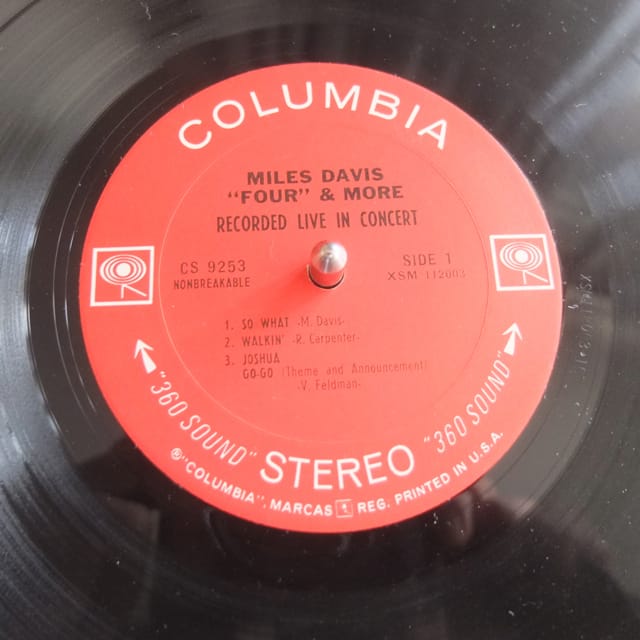 COLUMBIA
MILES DAVIS
"FOUR" & MORE
RECORDED LIVE IN CONCERT
CS 9253
NONBREAKABLE
SIDE 1
XSM 112003
1. SO WHAT -M. Davis-
2. WALKIN' -R. Carpenter-
3. JOSHUA
GO-GO (Theme and Announcement)
-V. Feldman-
"360 SOUND" STEREO "360 SOUND"
®"COLUMBIA", MARCAS REG. PRINTED IN U.S.A.